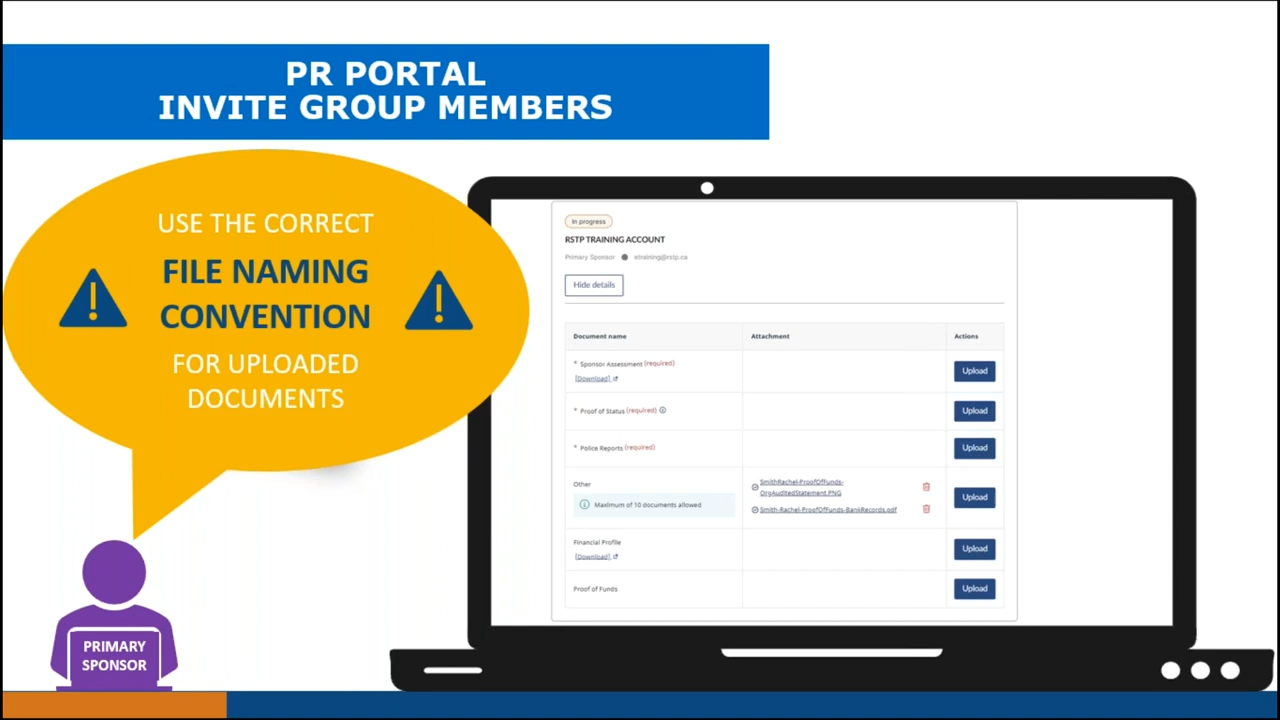 PR PORTAL
INVITE GROUP MEMBERS
USE THE CORRECT
FILE NAMING
CONVENTION
FOR UPLOADED
DOCUMENTS
PRIMARY
SPONSOR
In progress
RSTP TRAINING ACCOUNT
Primary Sponsor etraining@rstp.ca
Hide details
Document name Attachment Actions
* Sponsor Assessment (required)
(Download)
Upload
* Proof of Status (required)
Upload
* Police Reports (required)
Upload
Other
Maximum of 10 documents allowed
SmithRachel-ProofOfFunds-
OrgAuditedStatement.PNG
Smith-Rachel-ProofOfFunds-BankRecords.pdf
Upload
Financial Profile
(Download)
Upload
Proof of Funds
Upload